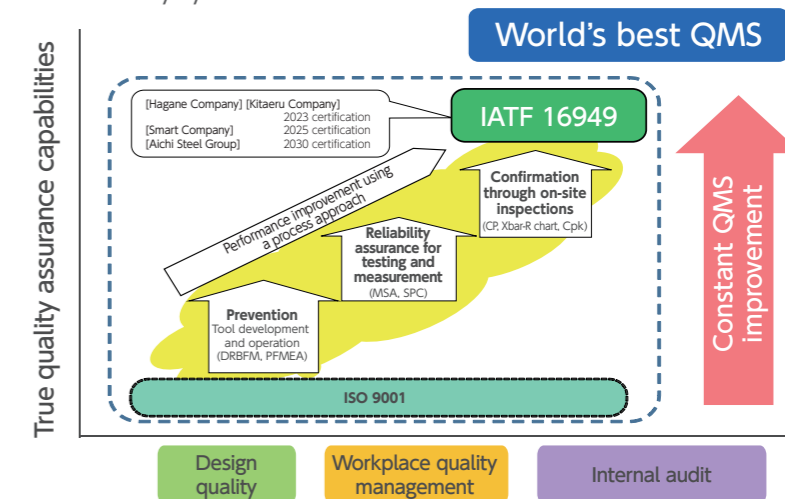 World's best QMS
True quality assurance capabilities
[Hagane Company] [Kitaeru Company]
2023 certification
[Smart Company] 2025 certification
[Aichi Steel Group] 2030 certification
IATF 16949
Performance improvement using
a process approach
Confirmation
through on-site
inspections
(CP, Xbar-R chart, Cpk)
Reliability
assurance for
testing and
measurement
(MSA, SPC)
Prevention
Tool development
and operation
(DRBFM, PFMEA)
ISO 9001
Constant QMS
improvement
Design
quality
Workplace quality
management
Internal audit